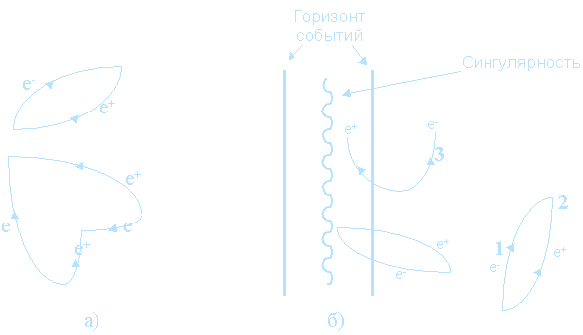 Горизонт
событий
Сингулярность
e-
e+
e+
e
e
e+
e+
e-
3
e+
e-
2
1
e-
e+
а)
б)